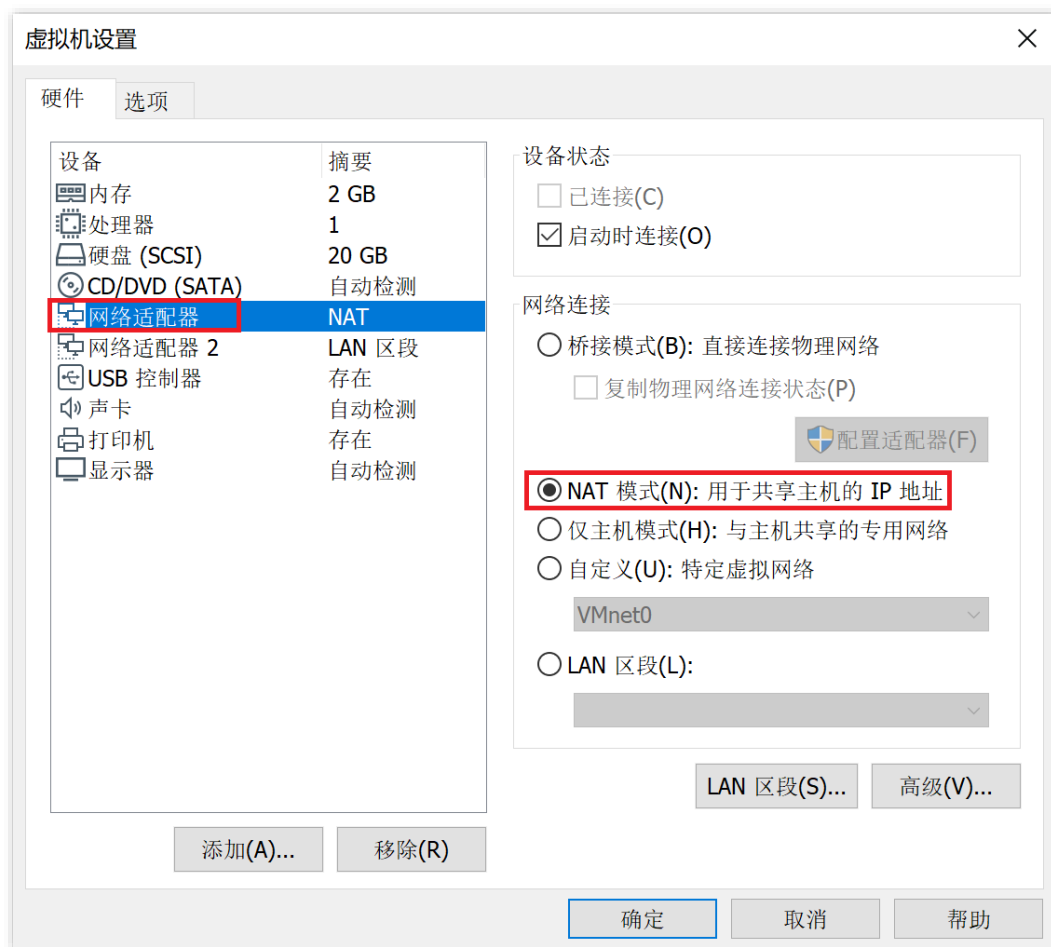 虚拟机设置
硬件 选项
设备 摘要
内存 2 GB
处理器 1
硬盘 (SCSI) 20 GB
CD/DVD (SATA) 自动检测
网络适配器 NAT
网络适配器 2 LAN 区段
USB 控制器 存在
声卡 自动检测
打印机 存在
显示器 自动检测
添加(A)... 移除(R)
设备状态
已连接(C)
启动时连接(O)
网络连接
桥接模式(B): 直接连接物理网络
复制物理网络连接状态(P)
配置适配器(F)
NAT 模式(N): 用于共享主机的 IP 地址
仅主机模式(H): 与主机共享的专用网络
自定义(U): 特定虚拟网络
VMnet0
LAN 区段(L):
LAN 区段(S)... 高级(V)...
确定 取消 帮助